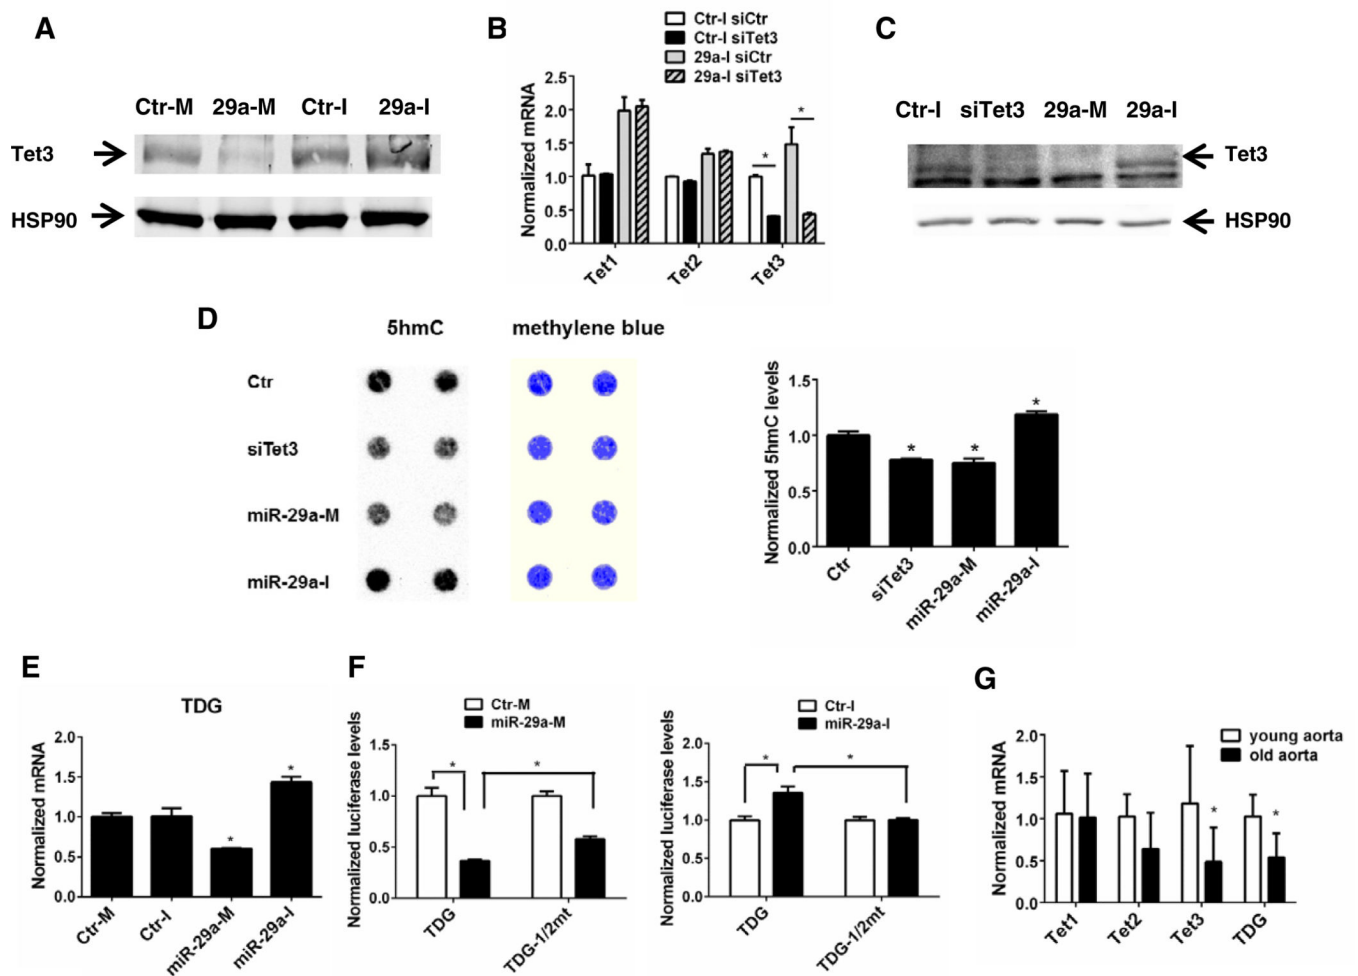 A
Ctr-M 29a-M Ctr-I 29a-I
Tet3
HSP90
B
Ctr-I siCtr
Ctr-I siTet3
29a-I siCtr
29a-I siTet3
Normalized mRNA
2.5
2.0
1.5
1.0
0.5
0.0
* *
Tet1 Tet2 Tet3
C
Ctr-I siTet3 29a-M 29a-I
Tet3
HSP90
D
5hmC methylene blue
Ctr
siTet3
miR-29a-M
miR-29a-I
Normalized 5hmC levels
1.5
1.0
0.5
0.0
* * *
Ctr siTet3 miR-29a-M miR-29a-I
E
TDG
Normalized mRNA
2.0
1.5
1.0
0.5
0.0
* *
Ctr-M Ctr-I miR-29a-M miR-29a-I
F
Ctr-M
miR-29a-M
Normalized luciferase levels
1.5
1.0
0.5
0.0
* *
TDG TDG-1/2mt
Ctr-I
miR-29a-I
Normalized luciferase levels
2.0
1.5
1.0
0.5
0.0
* *
TDG TDG-1/2mt
G
young aorta
old aorta
Normalized mRNA
2.0
1.5
1.0
0.5
0.0
* *
Tet1 Tet2 Tet3 TDG